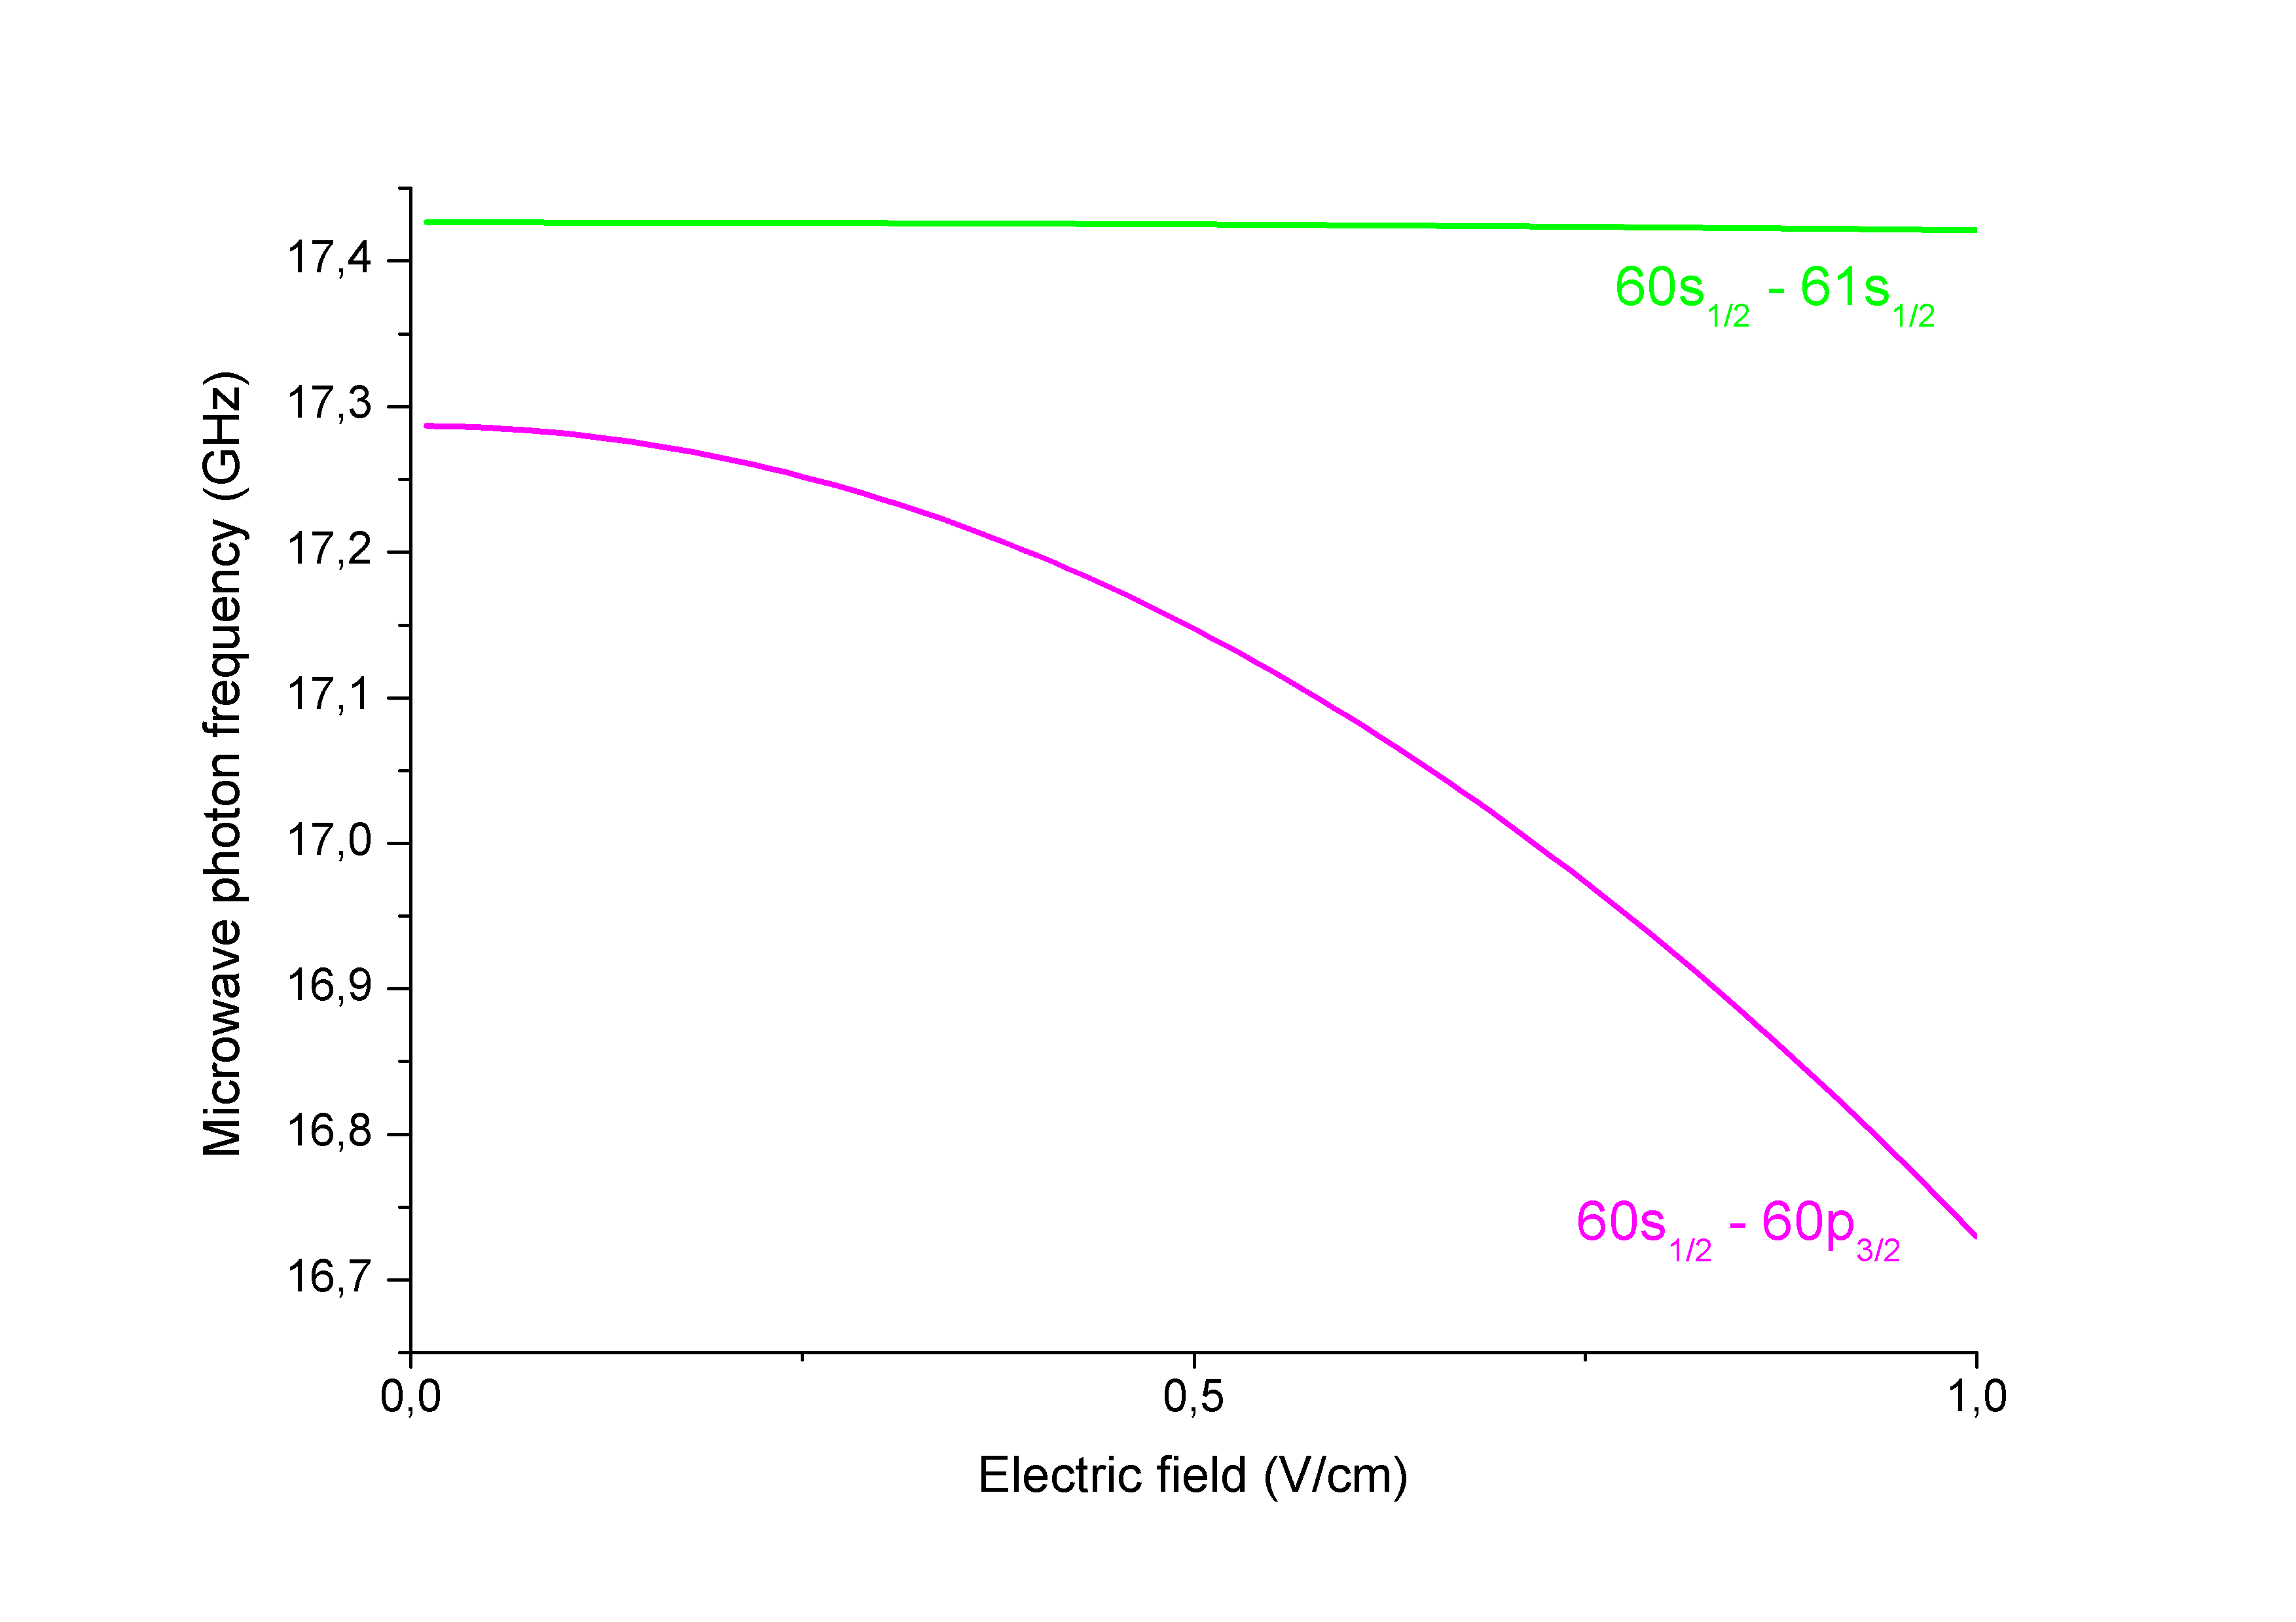 17,4
17,3
17,2
17,1
17,0
16,9
16,8
16,7
Microwave photon frequency (GHz)
60s1/2 - 61s1/2
60s1/2 - 60p3/2
0,0
0,5
1,0
Electric field (V/cm)